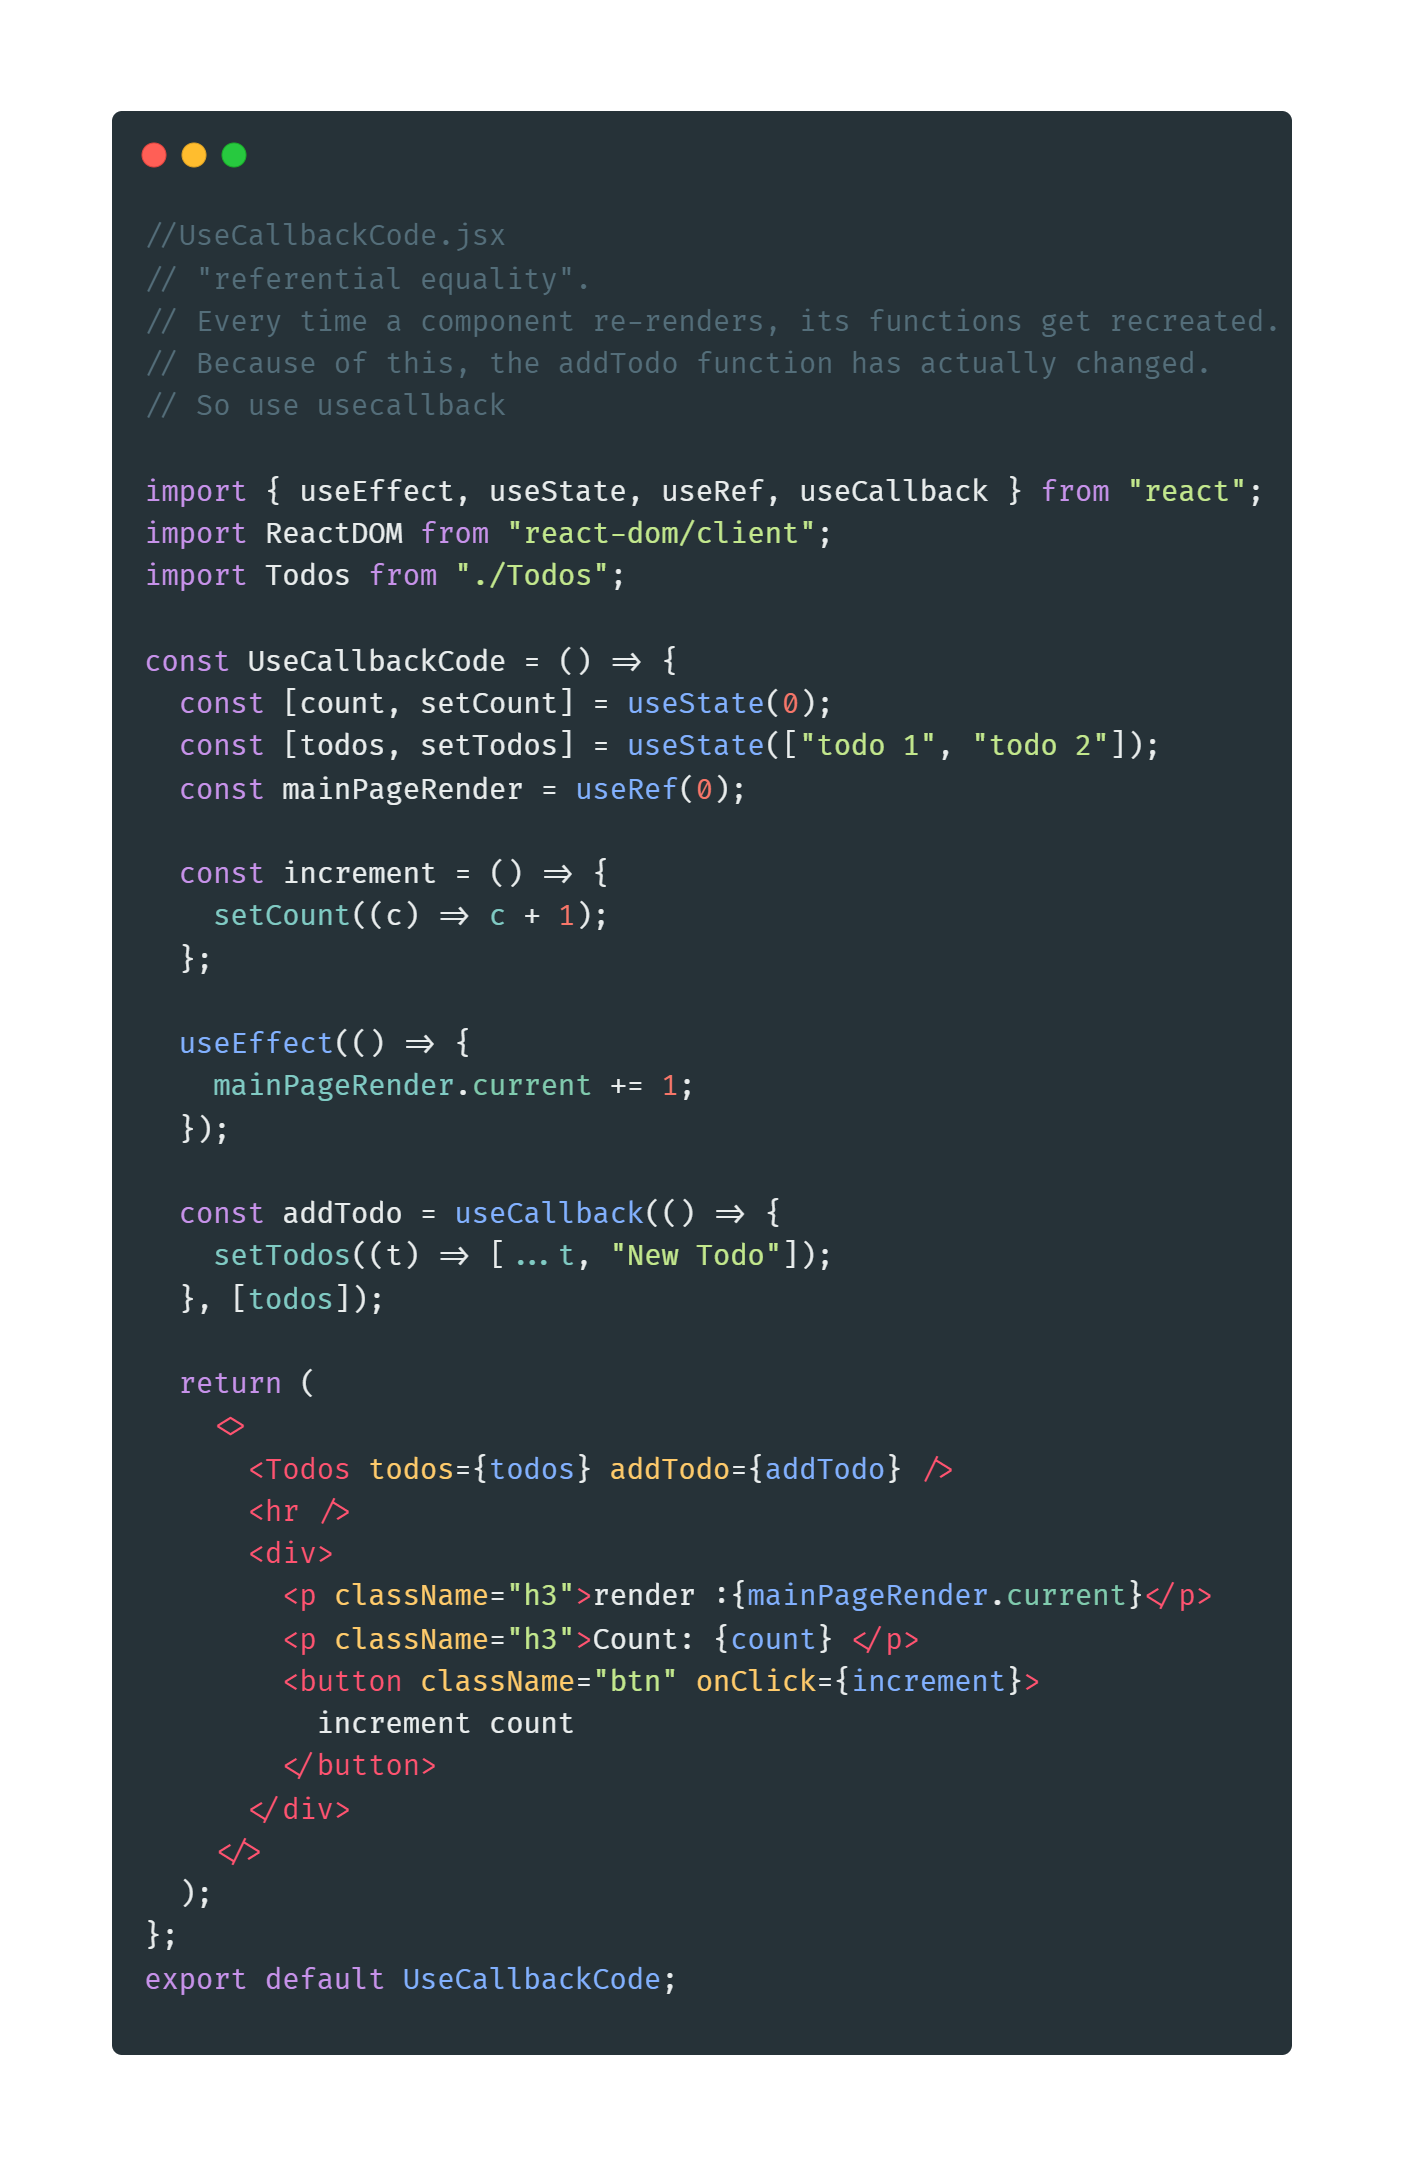 //UseCallbackCode.jsx
// "referential equality".
// Every time a component re-renders, its functions get recreated.
// Because of this, the addTodo function has actually changed.
// So use usecallback

import { useEffect, useState, useRef, useCallback } from "react";
import ReactDOM from "react-dom/client";
import Todos from "./Todos";

const UseCallbackCode = () => {
  const [count, setCount] = useState(0);
  const [todos, setTodos] = useState(["todo 1", "todo 2"]);
  const mainPageRender = useRef(0);

  const increment = () => {
    setCount((c) => c + 1);
  };

  useEffect(() => {
    mainPageRender.current += 1;
  });

  const addTodo = useCallback(() => {
    setTodos((t) => [...t, "New Todo"]);
  }, [todos]);

  return (
    <>
      <Todos todos={todos} addTodo={addTodo} />
      <hr />
      <div>
        <p className="h3">render :{mainPageRender.current}</p>
        <p className="h3">Count: {count} </p>
        <button className="btn" onClick={increment}>
          increment count
        </button>
      </div>
    </>
  );
};
export default UseCallbackCode;